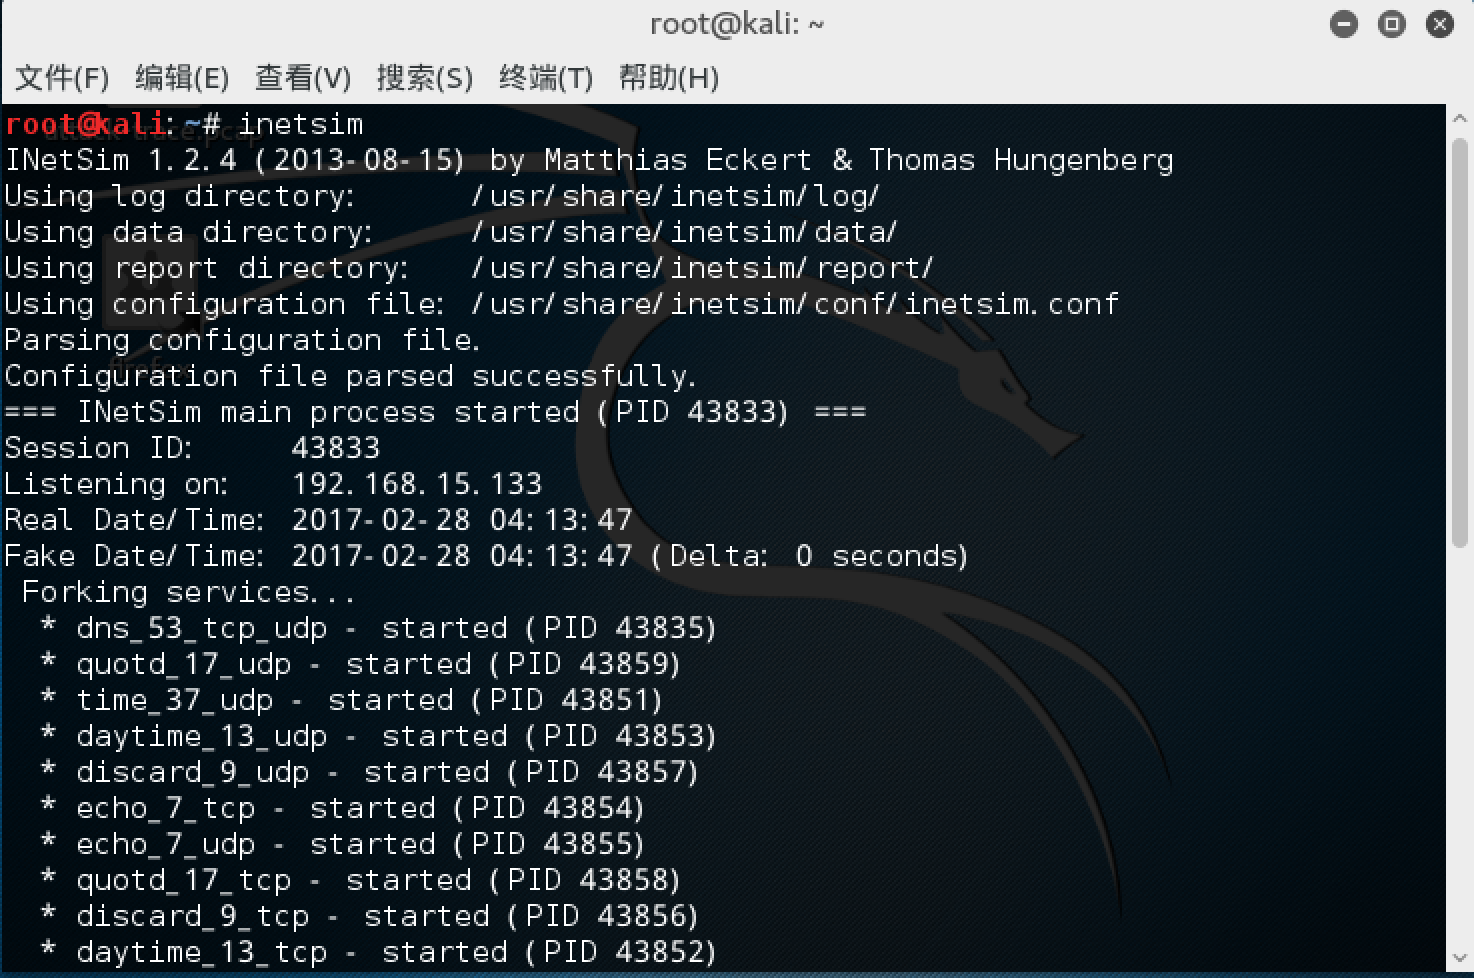 root@kali: ~
文件(F) 编辑(E) 查看(V) 搜索(S) 终端(T) 帮助(H)
root@kali: ~# inetsim
INetSim 1.2.4 (2013-08-15) by Matthias Eckert & Thomas Hungenberg
Using log directory: /usr/share/inetsim/log/
Using data directory: /usr/share/inetsim/data/
Using report directory: /usr/share/inetsim/report/
Using configuration file: /usr/share/inetsim/conf/inetsim.conf
Parsing configuration file.
Configuration file parsed successfully.
=== INetSim main process started (PID 43833) ===
Session ID: 43833
Listening on: 192.168.15.133
Real Date/Time: 2017-02-28 04:13:47
Fake Date/Time: 2017-02-28 04:13:47 (Delta: 0 seconds)
Forking services...
* dns_53_tcp_udp - started (PID 43835)
* quotd_17_udp - started (PID 43859)
* time_37_udp - started (PID 43851)
* daytime_13_udp - started (PID 43853)
* discard_9_udp - started (PID 43857)
* echo_7_tcp - started (PID 43854)
* echo_7_udp - started (PID 43855)
* quotd_17_tcp - started (PID 43858)
* discard_9_tcp - started (PID 43856)
* daytime_13_tcp - started (PID 43852)